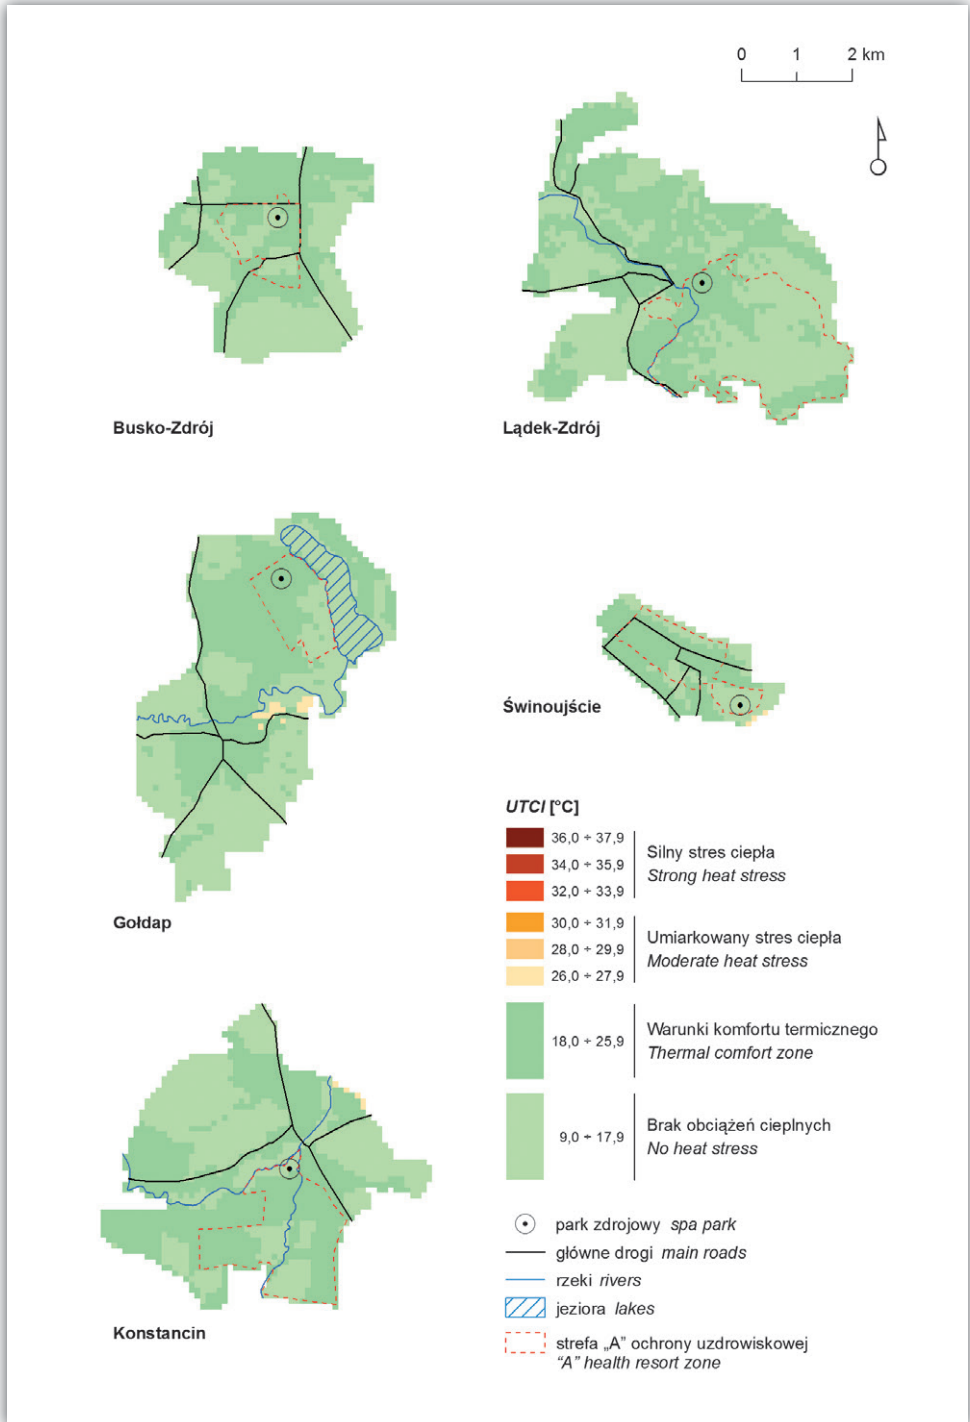 0 1 2 km
Busko-Zdrój
Lądek-Zdrój
Świnoujście
Gołdap
Konstancin
UTCI [°C]
36,0 ÷ 37,9
34,0 ÷ 35,9
32,0 ÷ 33,9
Silny stres ciepła
Strong heat stress
30,0 ÷ 31,9
28,0 ÷ 29,9
26,0 ÷ 27,9
Umiarkowany stres ciepła
Moderate heat stress
18,0 ÷ 25,9
Warunki komfortu termicznego
Thermal comfort zone
9,0 ÷ 17,9
Brak obciążeń cieplnych
No heat stress
park zdrojowy spa park
główne drogi main roads
rzeki rivers
jeziora lakes
strefa „A” ochrony uzdrowiskowej
“A” health resort zone